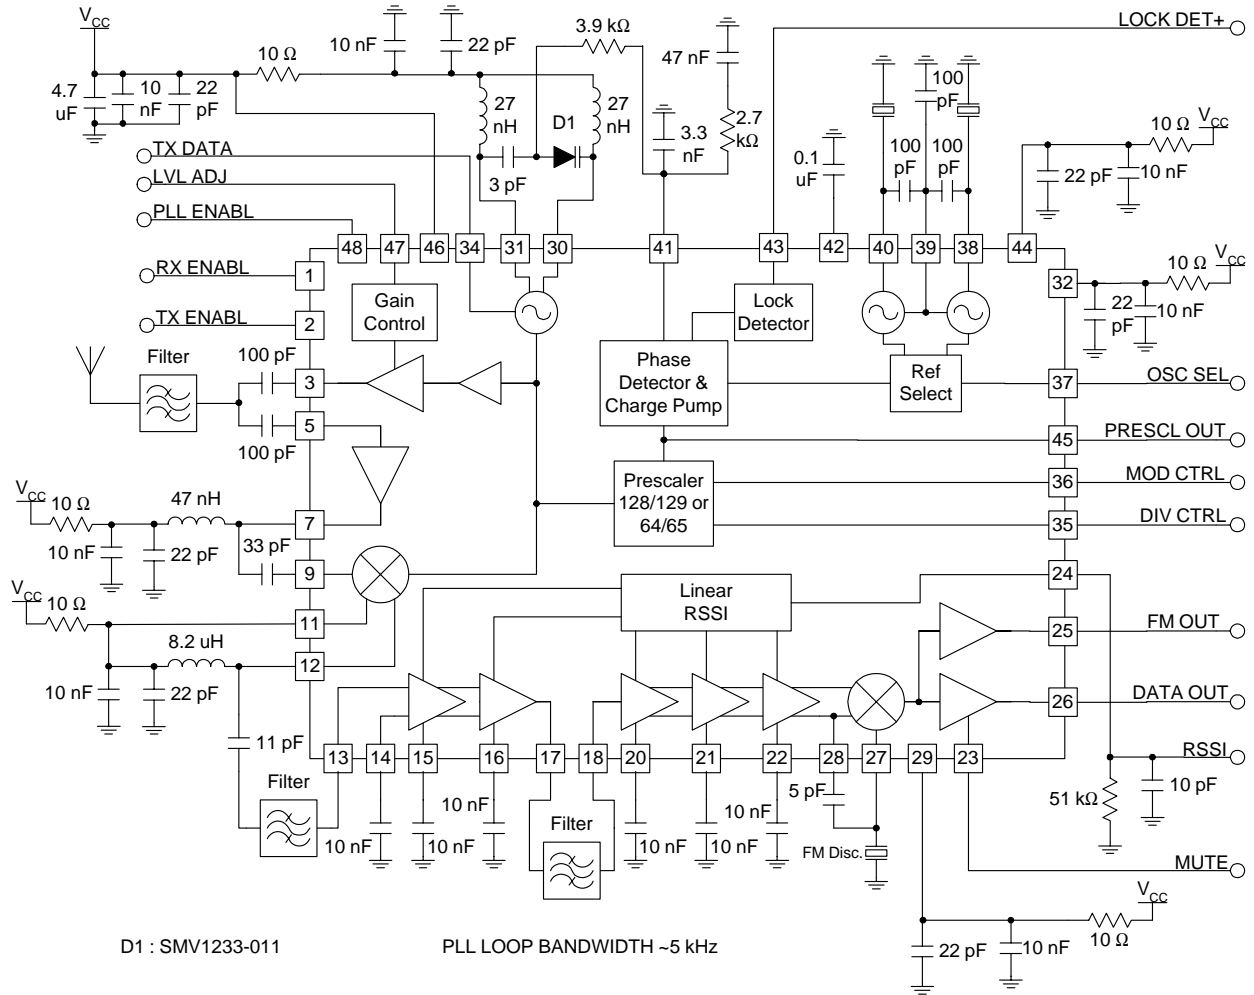 VCC
10 Ω
10 nF
22 pF
3.9 kΩ
47 nF
LOCK DET+
4.7
uF
10
nF
22
pF
27
nH
D1
27
nH
3 pF
3.3
nF
2.7
kΩ
0.1
uF
100
pF
100
pF
100
pF
10 Ω
VCC
22 pF
10 nF
TX DATA
LVL ADJ
PLL ENABL
RX ENABL
TX ENABL
48
47
46
34
31
30
41
43
42
40
39
38
44
1
2
Gain
Control
Lock
Detector
32
10 Ω
VCC
22
pF
10 nF
Filter
100 pF
3
5
100 pF
Phase
Detector &
Charge Pump
Ref
Select
37
OSC SEL
45
PRESCL OUT
Prescaler
128/129 or
64/65
36
MOD CTRL
35
DIV CTRL
VCC
10 Ω
47 nH
7
10 nF
22 pF
33 pF
9
VCC
10 Ω
11
8.2 uH
12
10 nF
22 pF
11 pF
Linear
RSSI
24
25
FM OUT
26
DATA OUT
13
14
15
16
17
18
20
21
22
28
27
29
23
RSSI
Filter
10 nF
10 nF
10 nF
Filter
10 nF
10 nF
10 nF
5 pF
FM Disc.
51 kΩ
10 pF
MUTE
VCC
10 Ω
22 pF
10 nF
D1 : SMV1233-011
PLL LOOP BANDWIDTH ~5 kHz